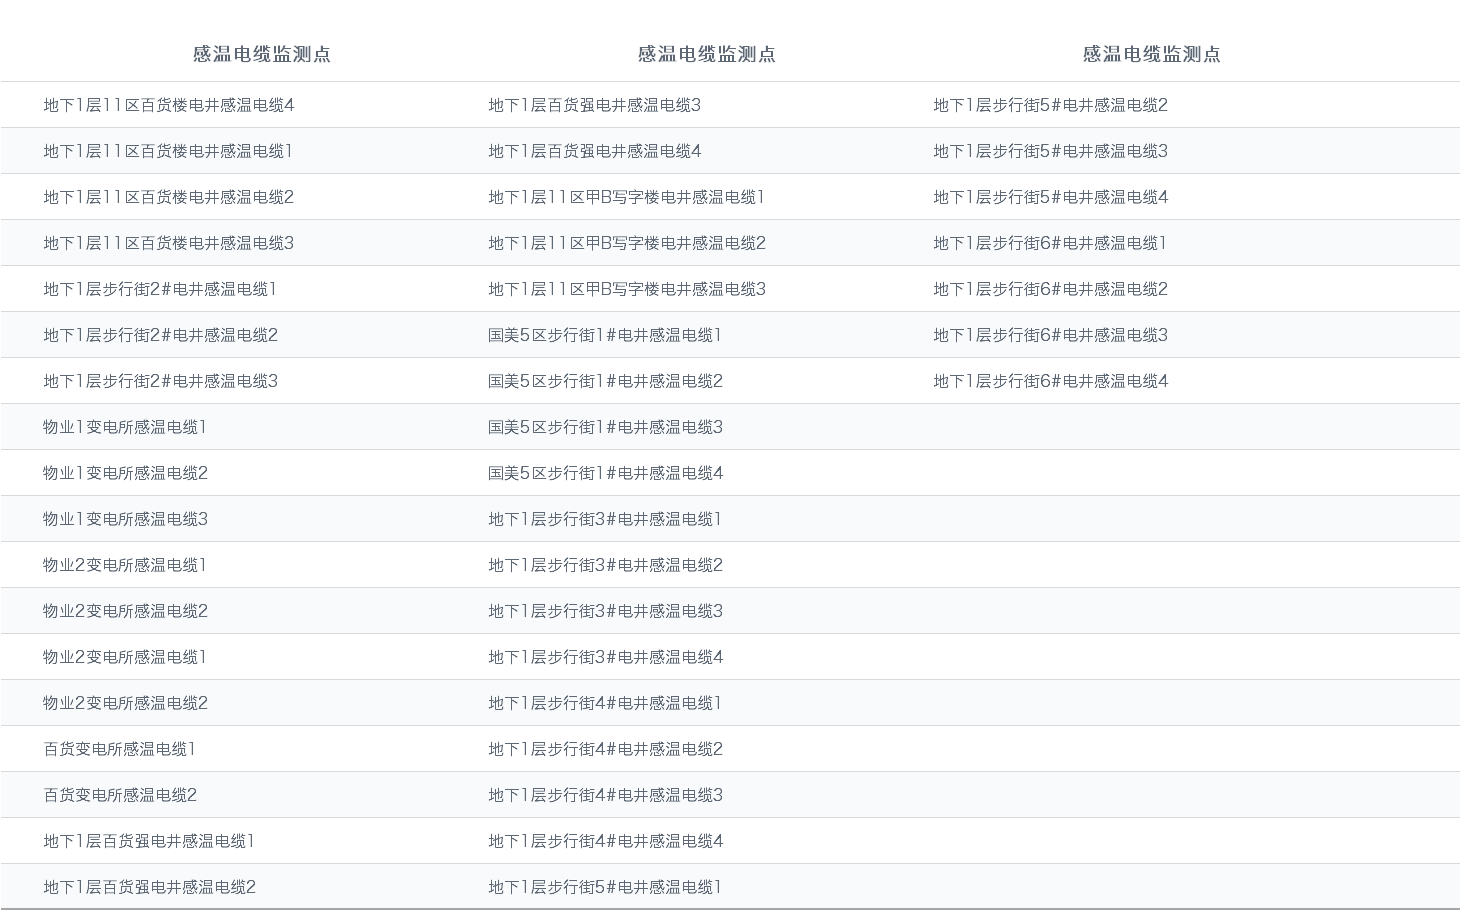 感温电缆监测点 感温电缆监测点 感温电缆监测点
地下1层11区百货楼电井感温电缆4 地下1层百货强电井感温电缆3 地下1层步行街5#电井感温电缆2
地下1层11区百货楼电井感温电缆1 地下1层百货强电井感温电缆4 地下1层步行街5#电井感温电缆3
地下1层11区百货楼电井感温电缆2 地下1层11区甲B写字楼电井感温电缆1 地下1层步行街5#电井感温电缆4
地下1层11区百货楼电井感温电缆3 地下1层11区甲B写字楼电井感温电缆2 地下1层步行街6#电井感温电缆1
地下1层步行街2#电井感温电缆1 地下1层11区甲B写字楼电井感温电缆3 地下1层步行街6#电井感温电缆2
地下1层步行街2#电井感温电缆2 国美5区步行街1#电井感温电缆1 地下1层步行街6#电井感温电缆3
地下1层步行街2#电井感温电缆3 国美5区步行街1#电井感温电缆2 地下1层步行街6#电井感温电缆4
物业1变电所感温电缆1 国美5区步行街1#电井感温电缆3
物业1变电所感温电缆2 国美5区步行街1#电井感温电缆4
物业1变电所感温电缆3 地下1层步行街3#电井感温电缆1
物业2变电所感温电缆1 地下1层步行街3#电井感温电缆2
物业2变电所感温电缆2 地下1层步行街3#电井感温电缆3
物业2变电所感温电缆1 地下1层步行街3#电井感温电缆4
物业2变电所感温电缆2 地下1层步行街4#电井感温电缆1
百货变电所感温电缆1 地下1层步行街4#电井感温电缆2
百货变电所感温电缆2 地下1层步行街4#电井感温电缆3
地下1层百货强电井感温电缆1 地下1层步行街4#电井感温电缆4
地下1层百货强电井感温电缆2 地下1层步行街5#电井感温电缆1